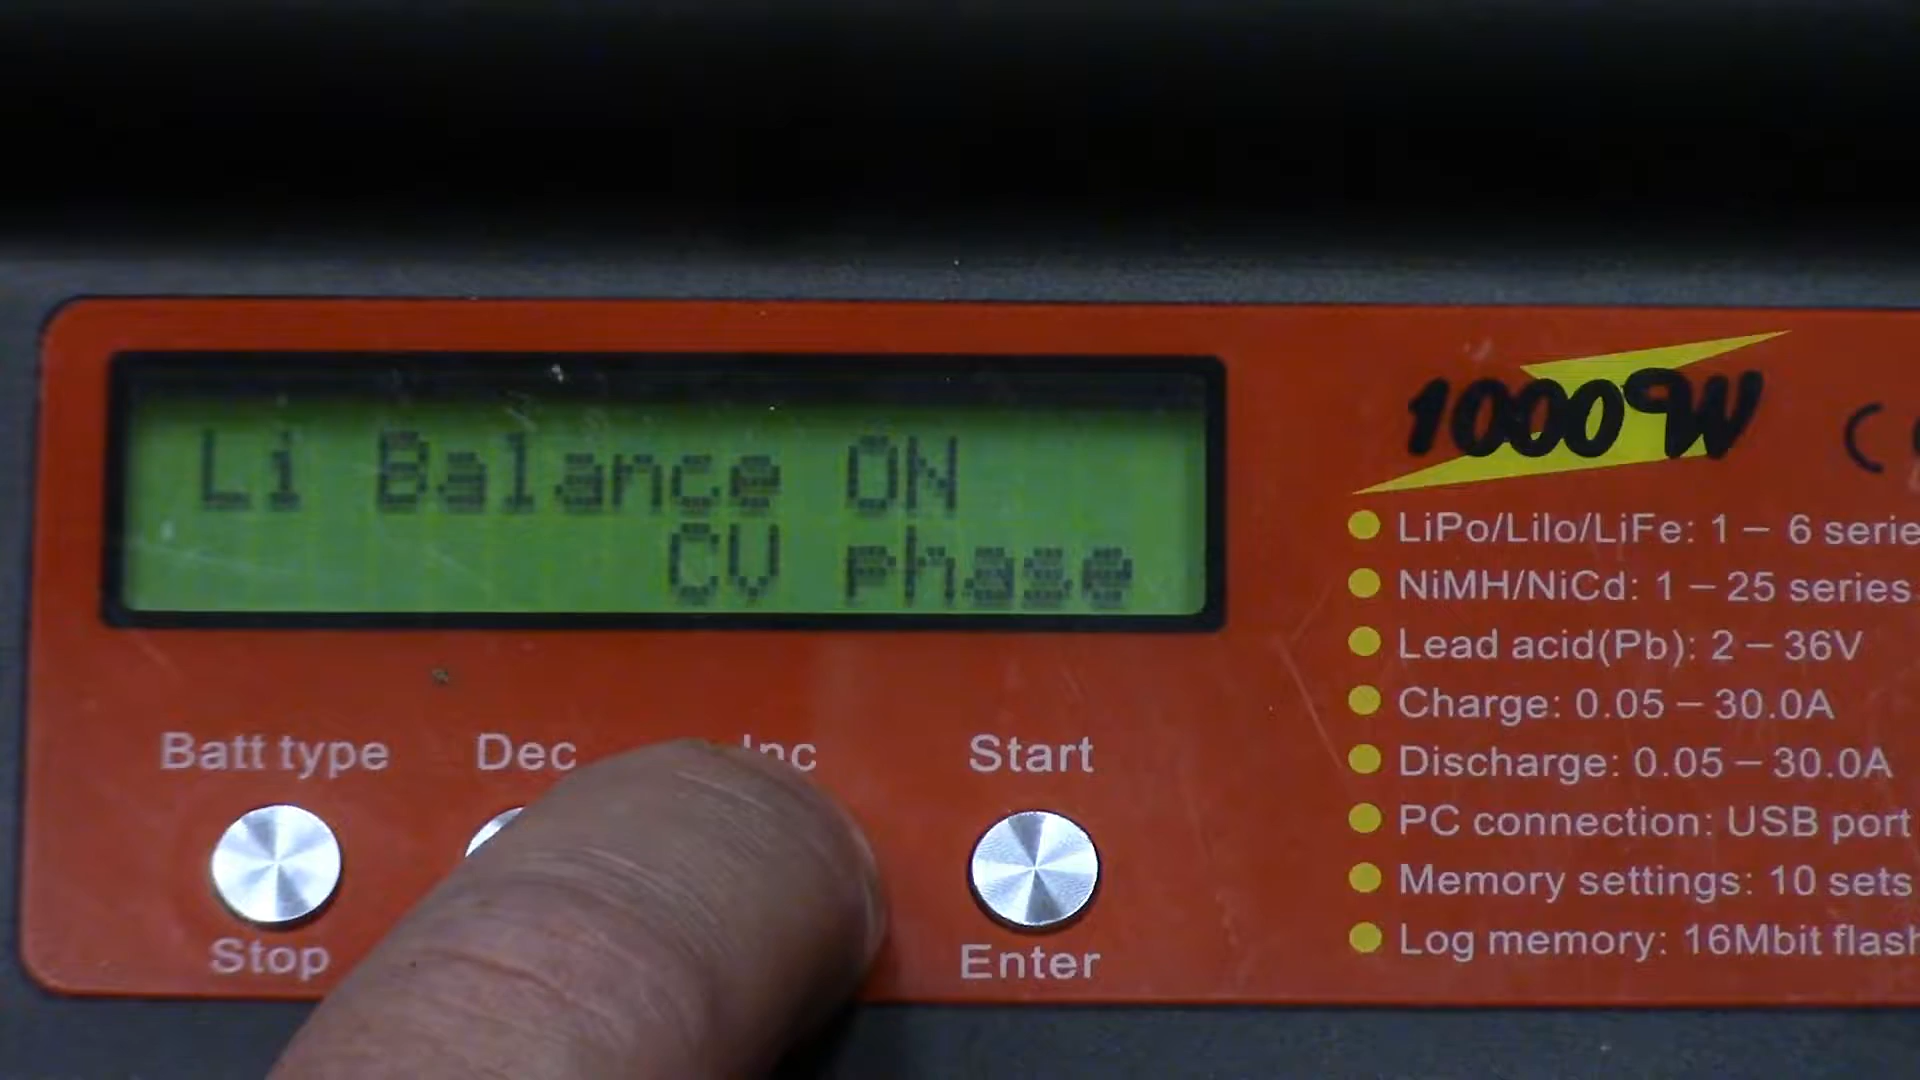 Li Balance ON
CV phase
Batt type
Dec
Inc
Start
Stop
Enter
1000W
LiPo/LiIo/LiFe: 1 – 6 serie
NiMH/NiCd: 1 – 25 series
Lead acid(Pb): 2 – 36V
Charge: 0.05 – 30.0A
Discharge: 0.05 – 30.0A
PC connection: USB port
Memory settings: 10 sets
Log memory: 16Mbit flash